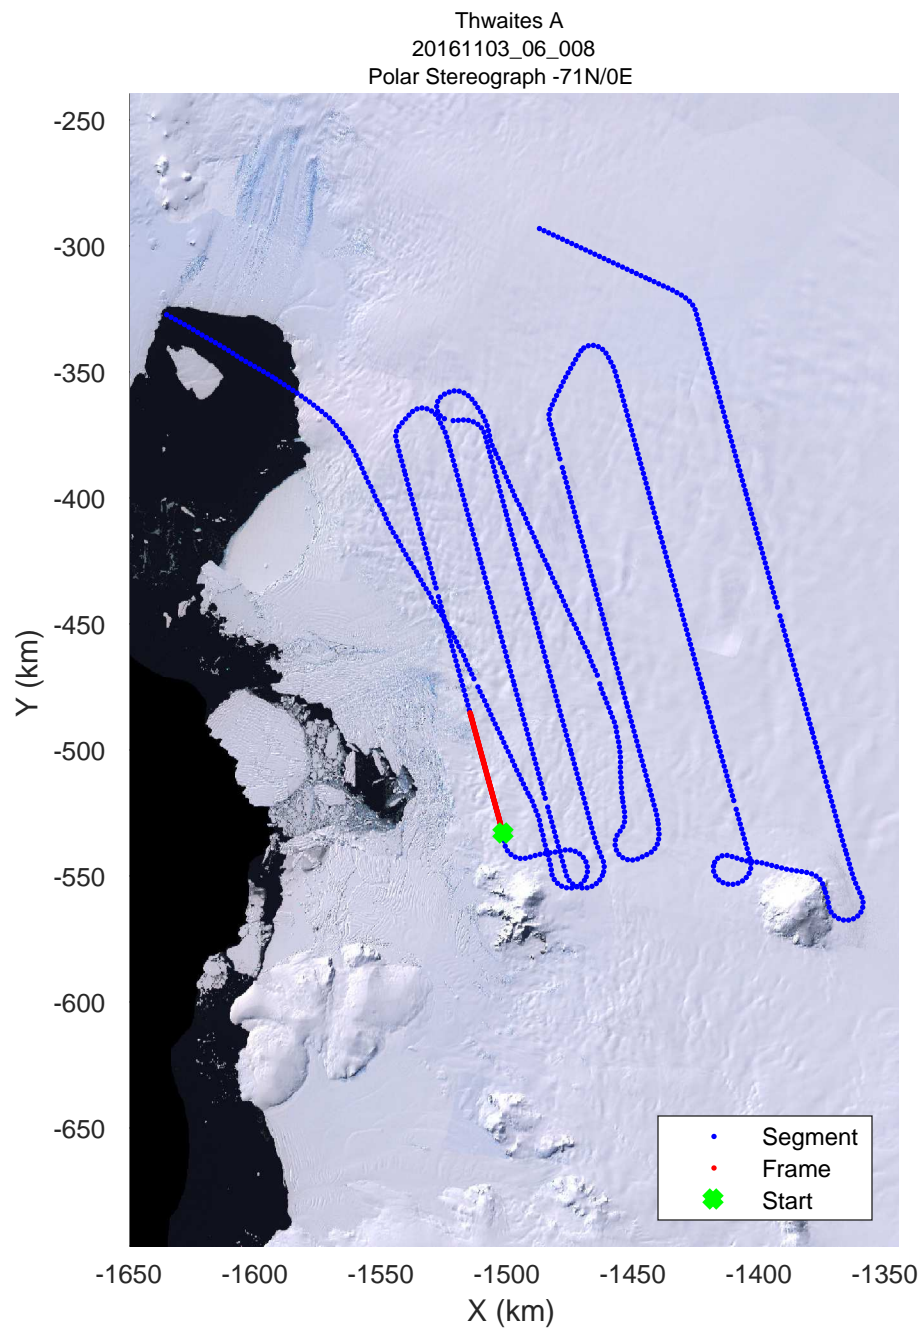 Thwaites A
20161103_06_008
Polar Stereograph -71N/0E
-250
-300
-350
-400
-450
-500
-550
-600
-650
Y (km)
-1650 -1600 -1550 -1500 -1450 -1400 -1350
X (km)
Segment
Frame
Start